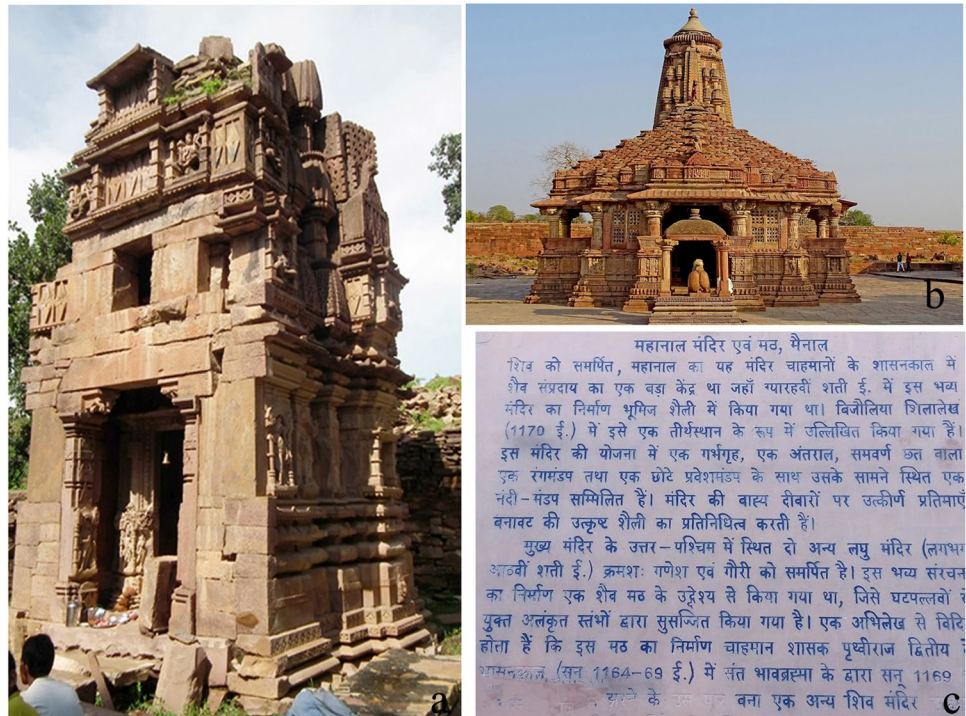 a
b
महानाल मंदिर एवं मठ, मैनाल
शिव को समर्पित, महानाल का यह मंदिर चाहमानों के शासनकाल में
शैव संप्रदाय का एक बड़ा केंद्र था जहाँ ग्यारहवीं शती ई. में इस भव्य
मंदिर का निर्माण भूमिज शैली में किया गया था। बिजौलिया शिलालेख
(1170 ई.) में इसे एक तीर्थस्थान के रूप में उल्लिखित किया गया है।
इस मंदिर की योजना में एक गर्भगृह, एक अंतराल, समवर्ण छत वाला
एक रंगमंडप तथा एक छोटे प्रवेशमंडप के साथ उसके सामने स्थित एक
नंदी-मंडप सम्मिलित हैं। मंदिर की बाह्य दीवारों पर उत्कीर्ण प्रतिमाएँ
बनावट की उत्कृष्ट शैली का प्रतिनिधित्व करती हैं।
मुख्य मंदिर के उत्तर-पश्चिम में स्थित दो अन्य लघु मंदिर (लगभग
आठवीं शती ई.) क्रमशः गणेश एवं गौरी को समर्पित है। इस भव्य संरचन
का निर्माण एक शैव मठ के उद्देश्य से किया गया था, जिसे घटपल्लवों से
युक्त अलंकृत स्तंभों द्वारा सुसज्जित किया गया है। एक अभिलेख से विदि
होता हैं कि इस मठ का निर्माण चाहमान शासक पृथ्वीराज द्वितीय
शासनकाल (सन् 1164-69 ई.) में संत भावब्रह्मा के द्वारा सन् 1169
के बना एक अन्य शिव मंदिर
c